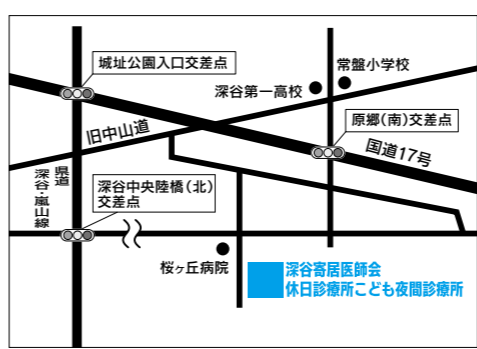 城址公園入口交差点
常盤小学校
深谷第一高校
原郷(南)交差点
旧中山道
国道17号
県道
深谷・嵐山線
深谷中央陸橋(北)
交差点
桜ヶ丘病院
深谷寄居医師会
休日診療所こども夜間診療所